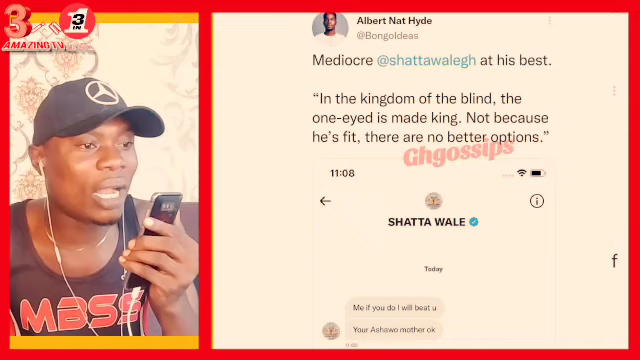 3 3 IN 1
AMAZING TV
MBSS
Albert Nat Hyde
@BongoIdeas
Mediocre @shattawalegh at his best.
“In the kingdom of the blind, the
one-eyed is made king. Not because
he’s fit, there are no better options.”
Ghgossips
11:08
SHATTA WALE
Today
Me if you do I will beat u
Your Ashawo mother ok
f